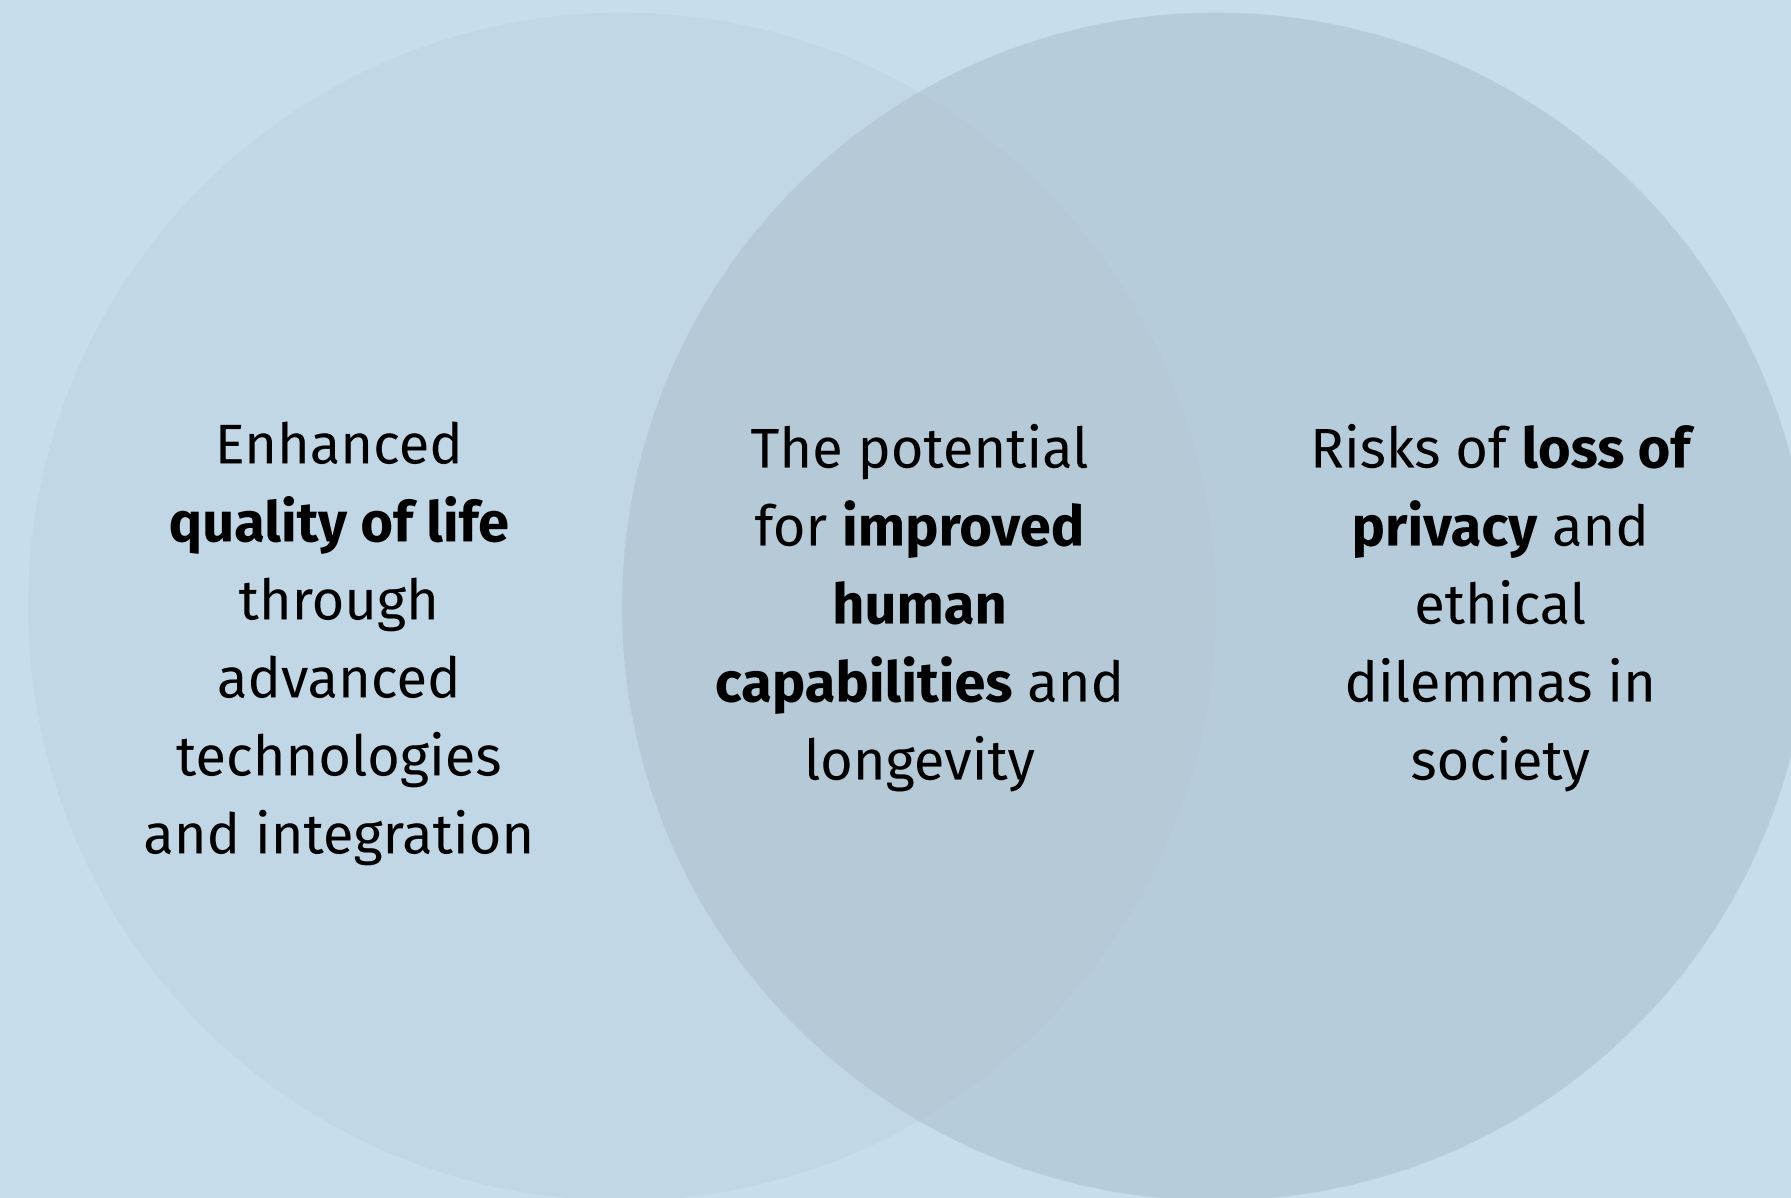 Enhanced
quality of life
through
advanced
technologies
and integration
The potential
for improved
human
capabilities and
longevity
Risks of loss of
privacy and
ethical
dilemmas in
society